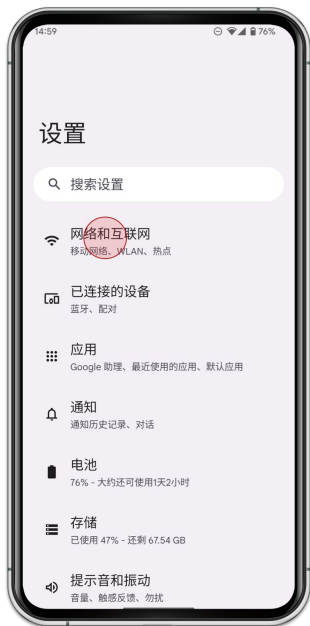 14:59 76%
设置
搜索设置
网络和互联网
移动网络、WLAN、热点
已连接的设备
蓝牙、配对
应用
Google 助理、最近使用的应用、默认应用
通知
通知历史记录、对话
电池
76% - 大约还可使用1天2小时
存储
已使用 47% - 还剩 67.54 GB
提示音和振动
音量、触感反馈、勿扰